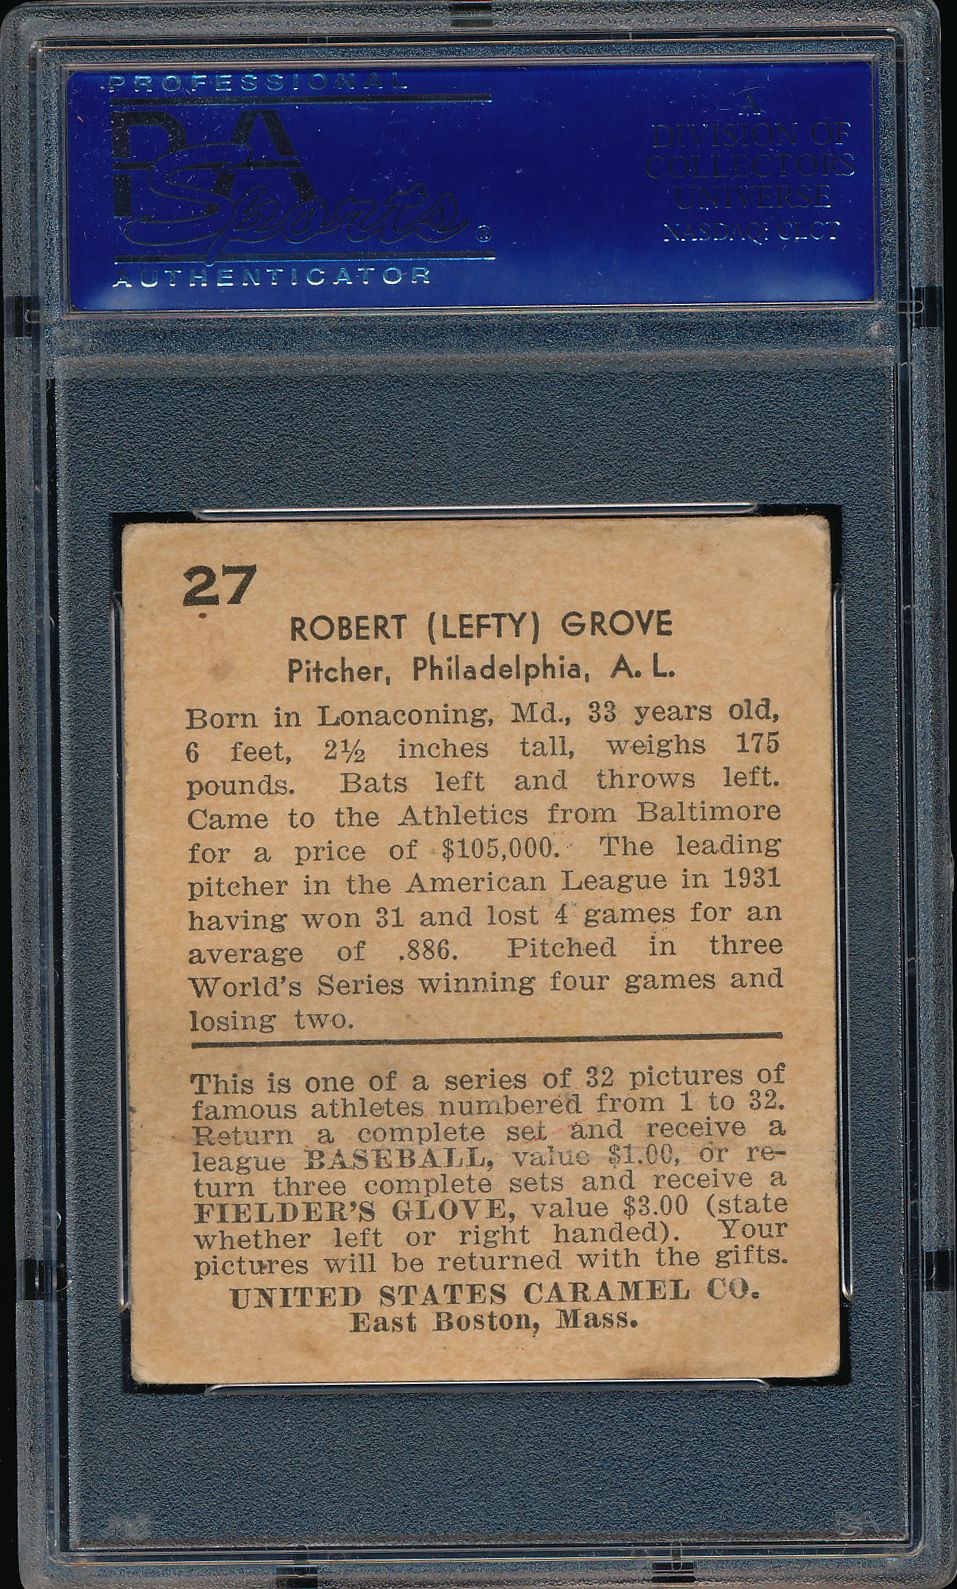 PROFESSIONAL
PSA
Sports ®
AUTHENTICATOR
A
DIVISION OF
COLLECTORS
UNIVERSE
NASDAQ: CLCT
27
ROBERT (LEFTY) GROVE
Pitcher, Philadelphia, A. L.
Born in Lonaconing, Md., 33 years old,
6 feet, 2½ inches tall, weighs 175
pounds. Bats left and throws left.
Came to the Athletics from Baltimore
for a price of $105,000. The leading
pitcher in the American League in 1931
having won 31 and lost 4 games for an
average of .886. Pitched in three
World's Series winning four games and
losing two.
This is one of a series of 32 pictures of
famous athletes numbered from 1 to 32.
Return a complete set and receive a
league BASEBALL, value $1.00, or re-
turn three complete sets and receive a
FIELDER'S GLOVE, value $3.00 (state
whether left or right handed). Your
pictures will be returned with the gifts.
UNITED STATES CARAMEL CO.
East Boston, Mass.
PSA